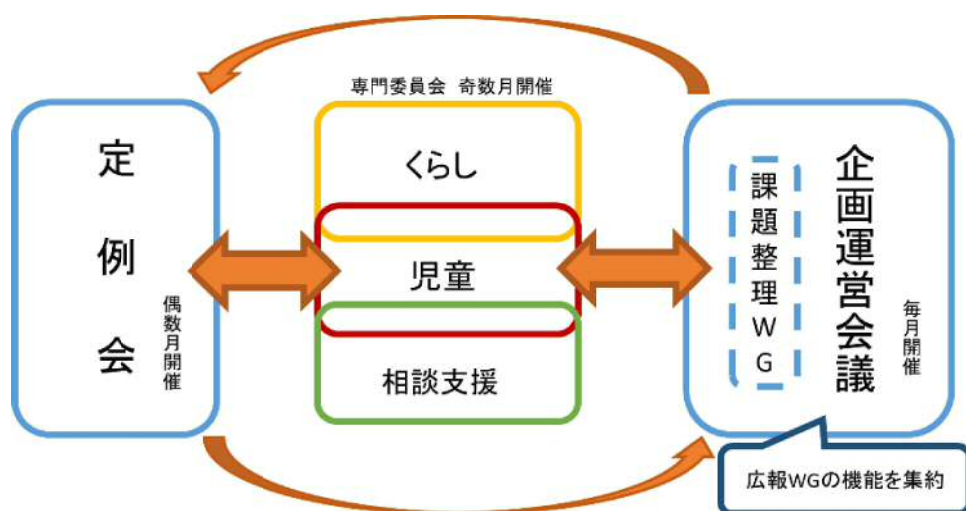 専門委員会 奇数月開催
定例会
偶数月開催
くらし
児童
相談支援
課題整理WG
企画運営会議
毎月開催
広報WGの機能を集約